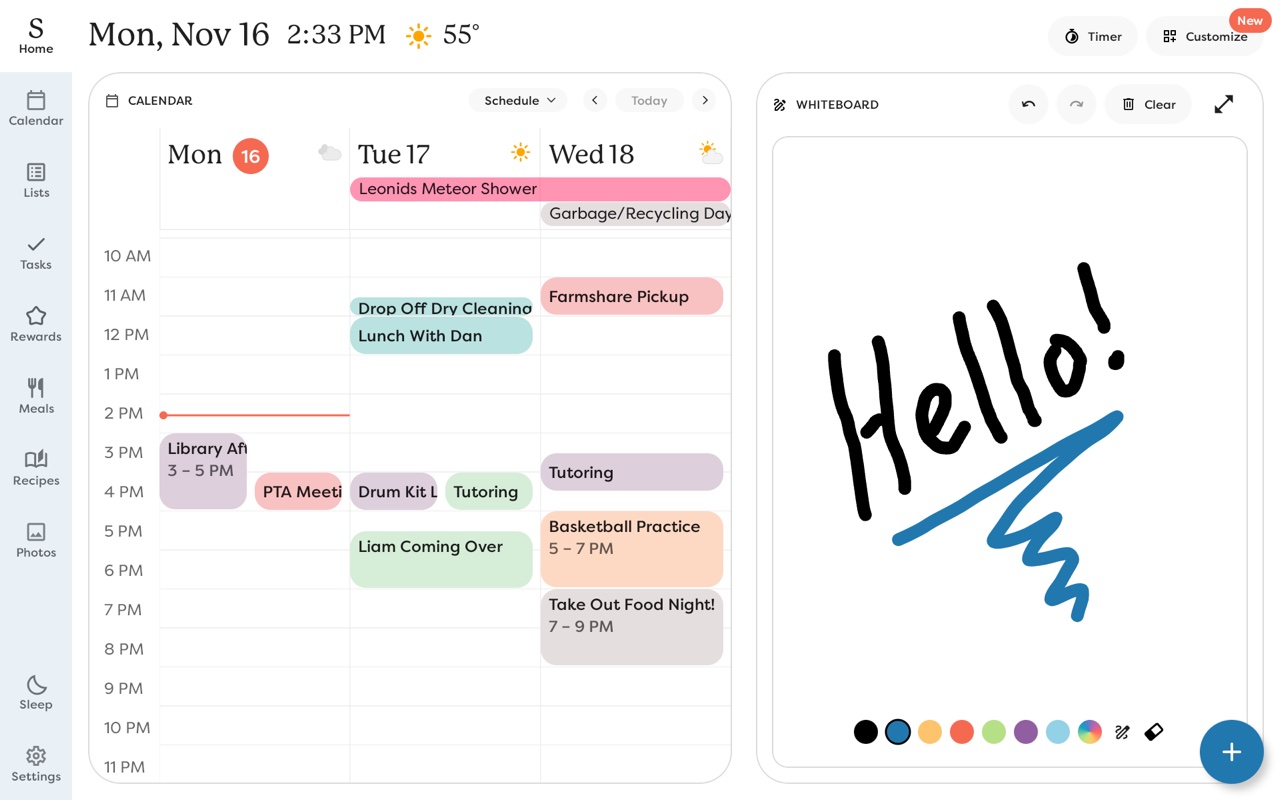 S
Home
Mon, Nov 16 2:33 PM 55°
Timer
Customize
New
Calendar
Lists
Tasks
Rewards
Meals
Recipes
Photos
Sleep
Settings
CALENDAR
Schedule
Today
Mon 16
Tue 17
Wed 18
Leonids Meteor Shower
Garbage/Recycling Day
10 AM
11 AM
12 PM
1 PM
2 PM
3 PM
4 PM
5 PM
6 PM
7 PM
8 PM
9 PM
10 PM
11 PM
Library Aft
3 – 5 PM
PTA Meeti
Drop Off Dry Cleaning
Lunch With Dan
Drum Kit L
Tutoring
Liam Coming Over
Farmshare Pickup
Tutoring
Basketball Practice
5 – 7 PM
Take Out Food Night!
7 – 9 PM
WHITEBOARD
Clear
Hello!